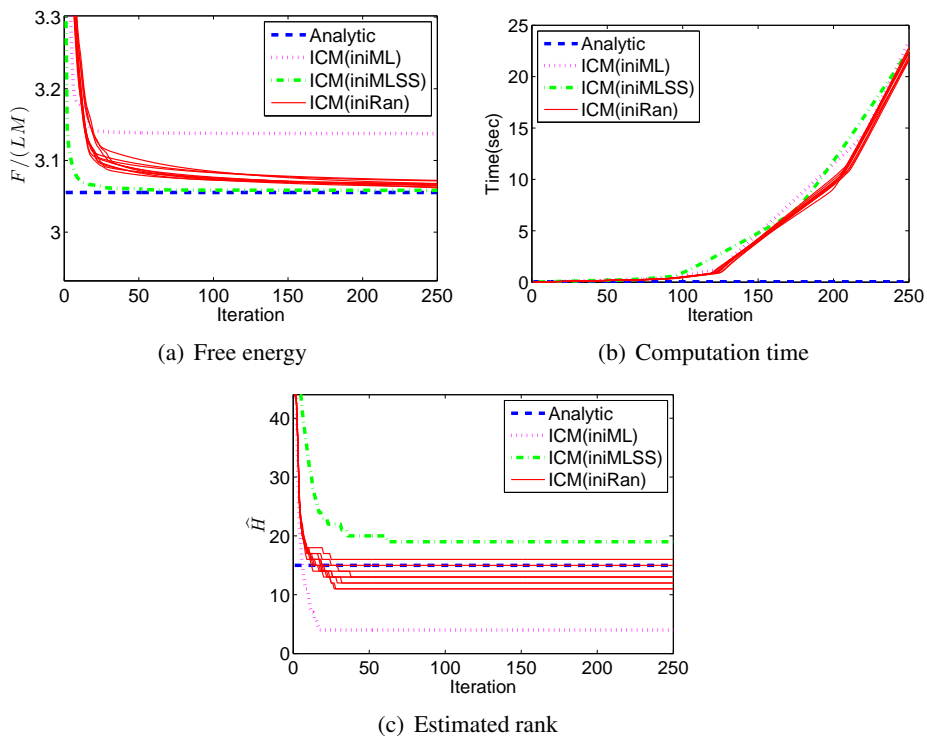 3.3
3.2
3.1
3
F/(LM)
0 50 100 150 200 250
Iteration
Analytic
ICM(iniML)
ICM(iniMLSS)
ICM(iniRan)
(a) Free energy
25
20
15
10
5
0
Time(sec)
0 50 100 150 200 250
Iteration
Analytic
ICM(iniML)
ICM(iniMLSS)
ICM(iniRan)
(b) Computation time
40
30
20
10
0
Ĥ
0 50 100 150 200 250
Iteration
Analytic
ICM(iniML)
ICM(iniMLSS)
ICM(iniRan)
(c) Estimated rank